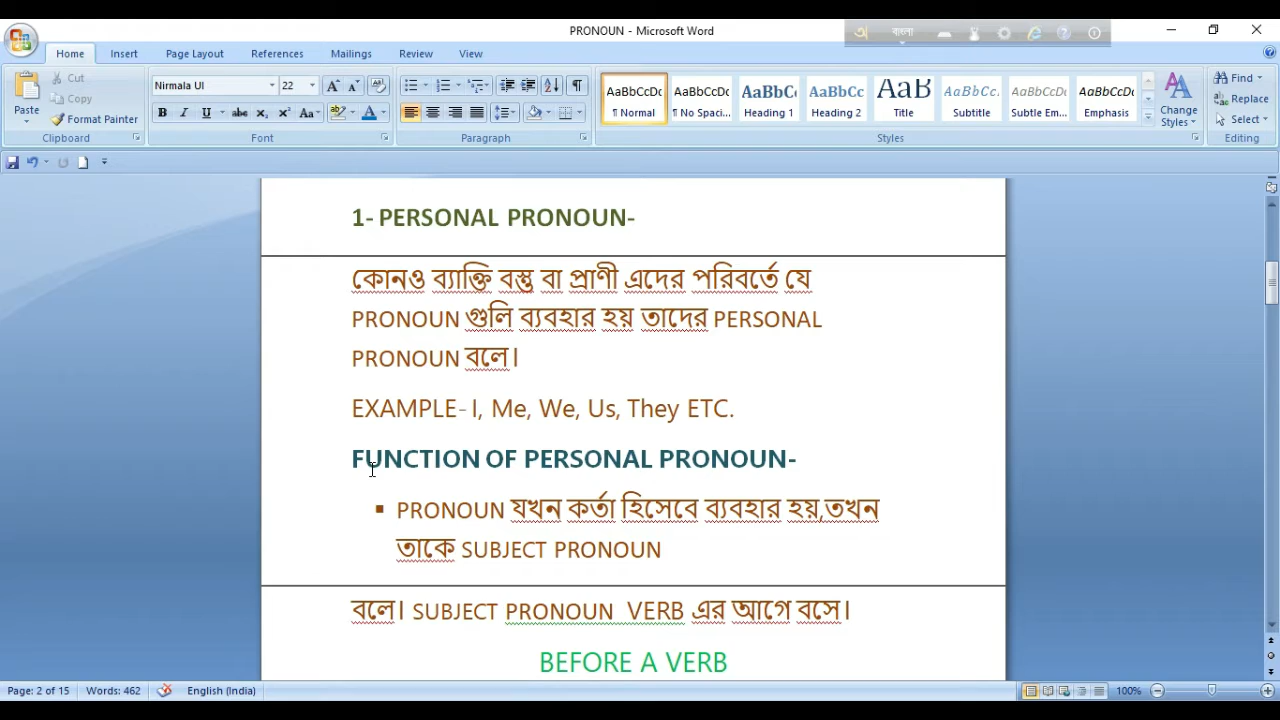 PRONOUN - Microsoft Word
বাংলা
Home Insert Page Layout References Mailings Review View
Paste
Cut
Copy
Format Painter
Clipboard
Nirmala UI 22
Font
Paragraph
AaBbCcDc AaBbCcDc AaBbCc AaBbCc AaB AaBbCc. AaBbCcDc AaBbCcDc
¶ Normal ¶ No Spaci... Heading 1 Heading 2 Title Subtitle Subtle Em... Emphasis
Change Styles
Styles
Find
Replace
Select
Editing
1- PERSONAL PRONOUN-
কোনও ব্যাক্তি বস্তু বা প্রাণী এদের পরিবর্তে যে
PRONOUN গুলি ব্যবহার হয় তাদের PERSONAL
PRONOUN বলে।
EXAMPLE- I, Me, We, Us, They ETC.
FUNCTION OF PERSONAL PRONOUN-
▪ PRONOUN যখন কর্তা হিসেবে ব্যবহার হয়,তখন
তাকে SUBJECT PRONOUN
বলে। SUBJECT PRONOUN VERB এর আগে বসে।
BEFORE A VERB
Page: 2 of 15 Words: 462 English (India) 100%